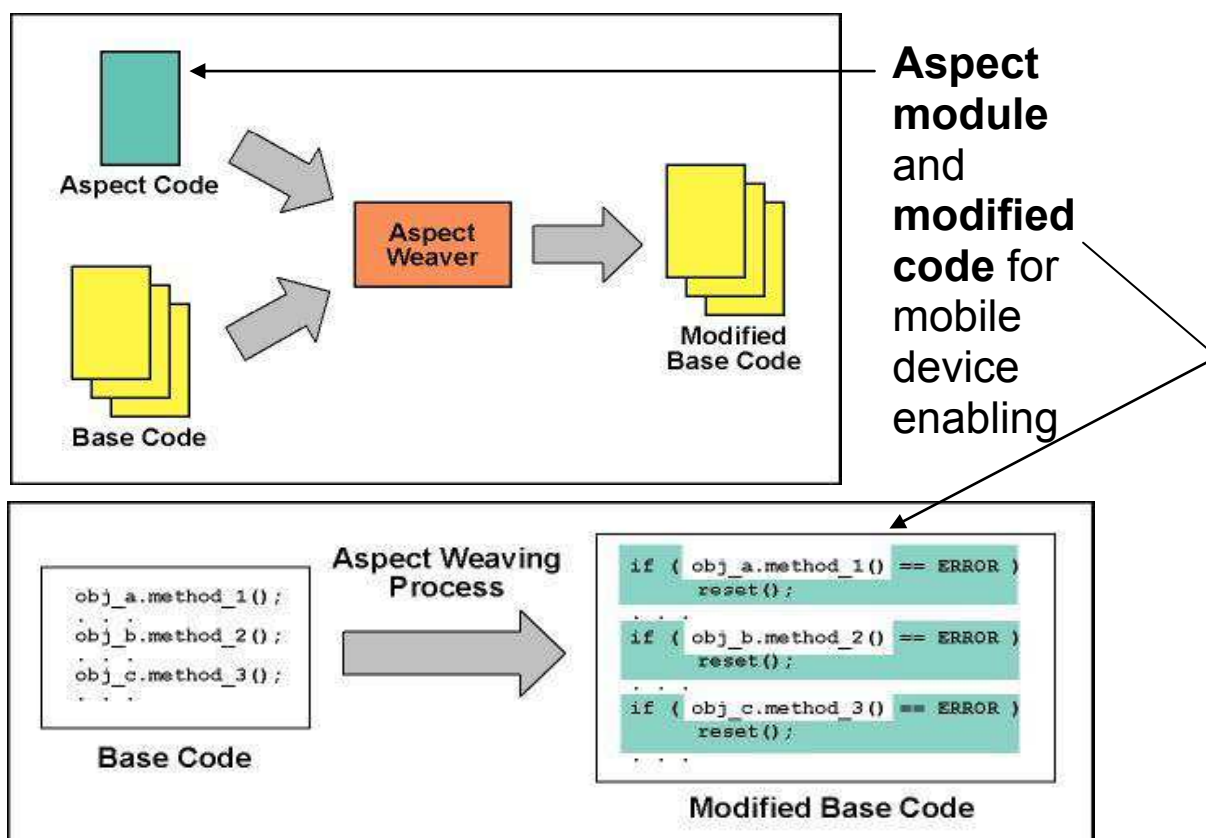 Aspect
module
and
modified
code for
mobile
device
enabling
Aspect Code
Aspect
Weaver
Base Code
Modified
Base Code
obj_a.method_1();
. . .
obj_b.method_2();
. . .
obj_c.method_3();
. . .
Base Code
Aspect Weaving
Process
if ( obj_a.method_1() == ERROR )
reset();
. . .
if ( obj_b.method_2() == ERROR )
reset();
. . .
if ( obj_c.method_3() == ERROR )
reset();
. . .
Modified Base Code